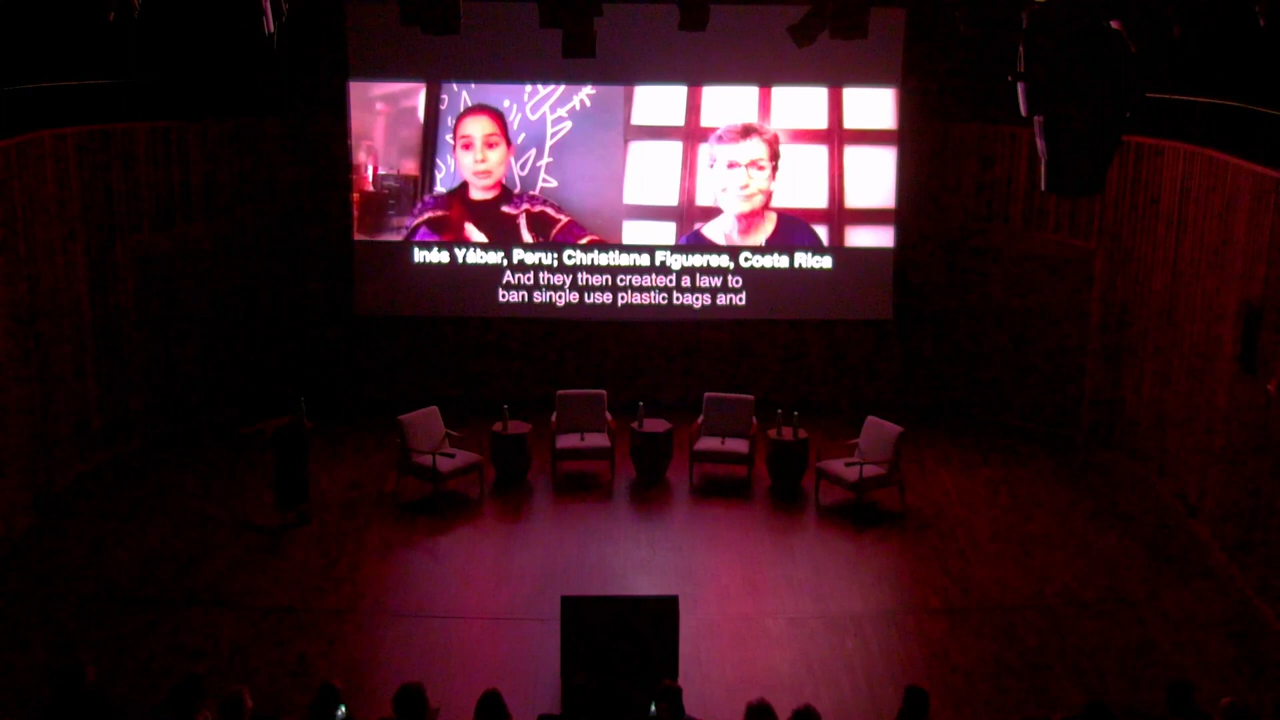 Inés Yábar, Peru; Christiana Figueres, Costa Rica
And they then created a law to
ban single use plastic bags and